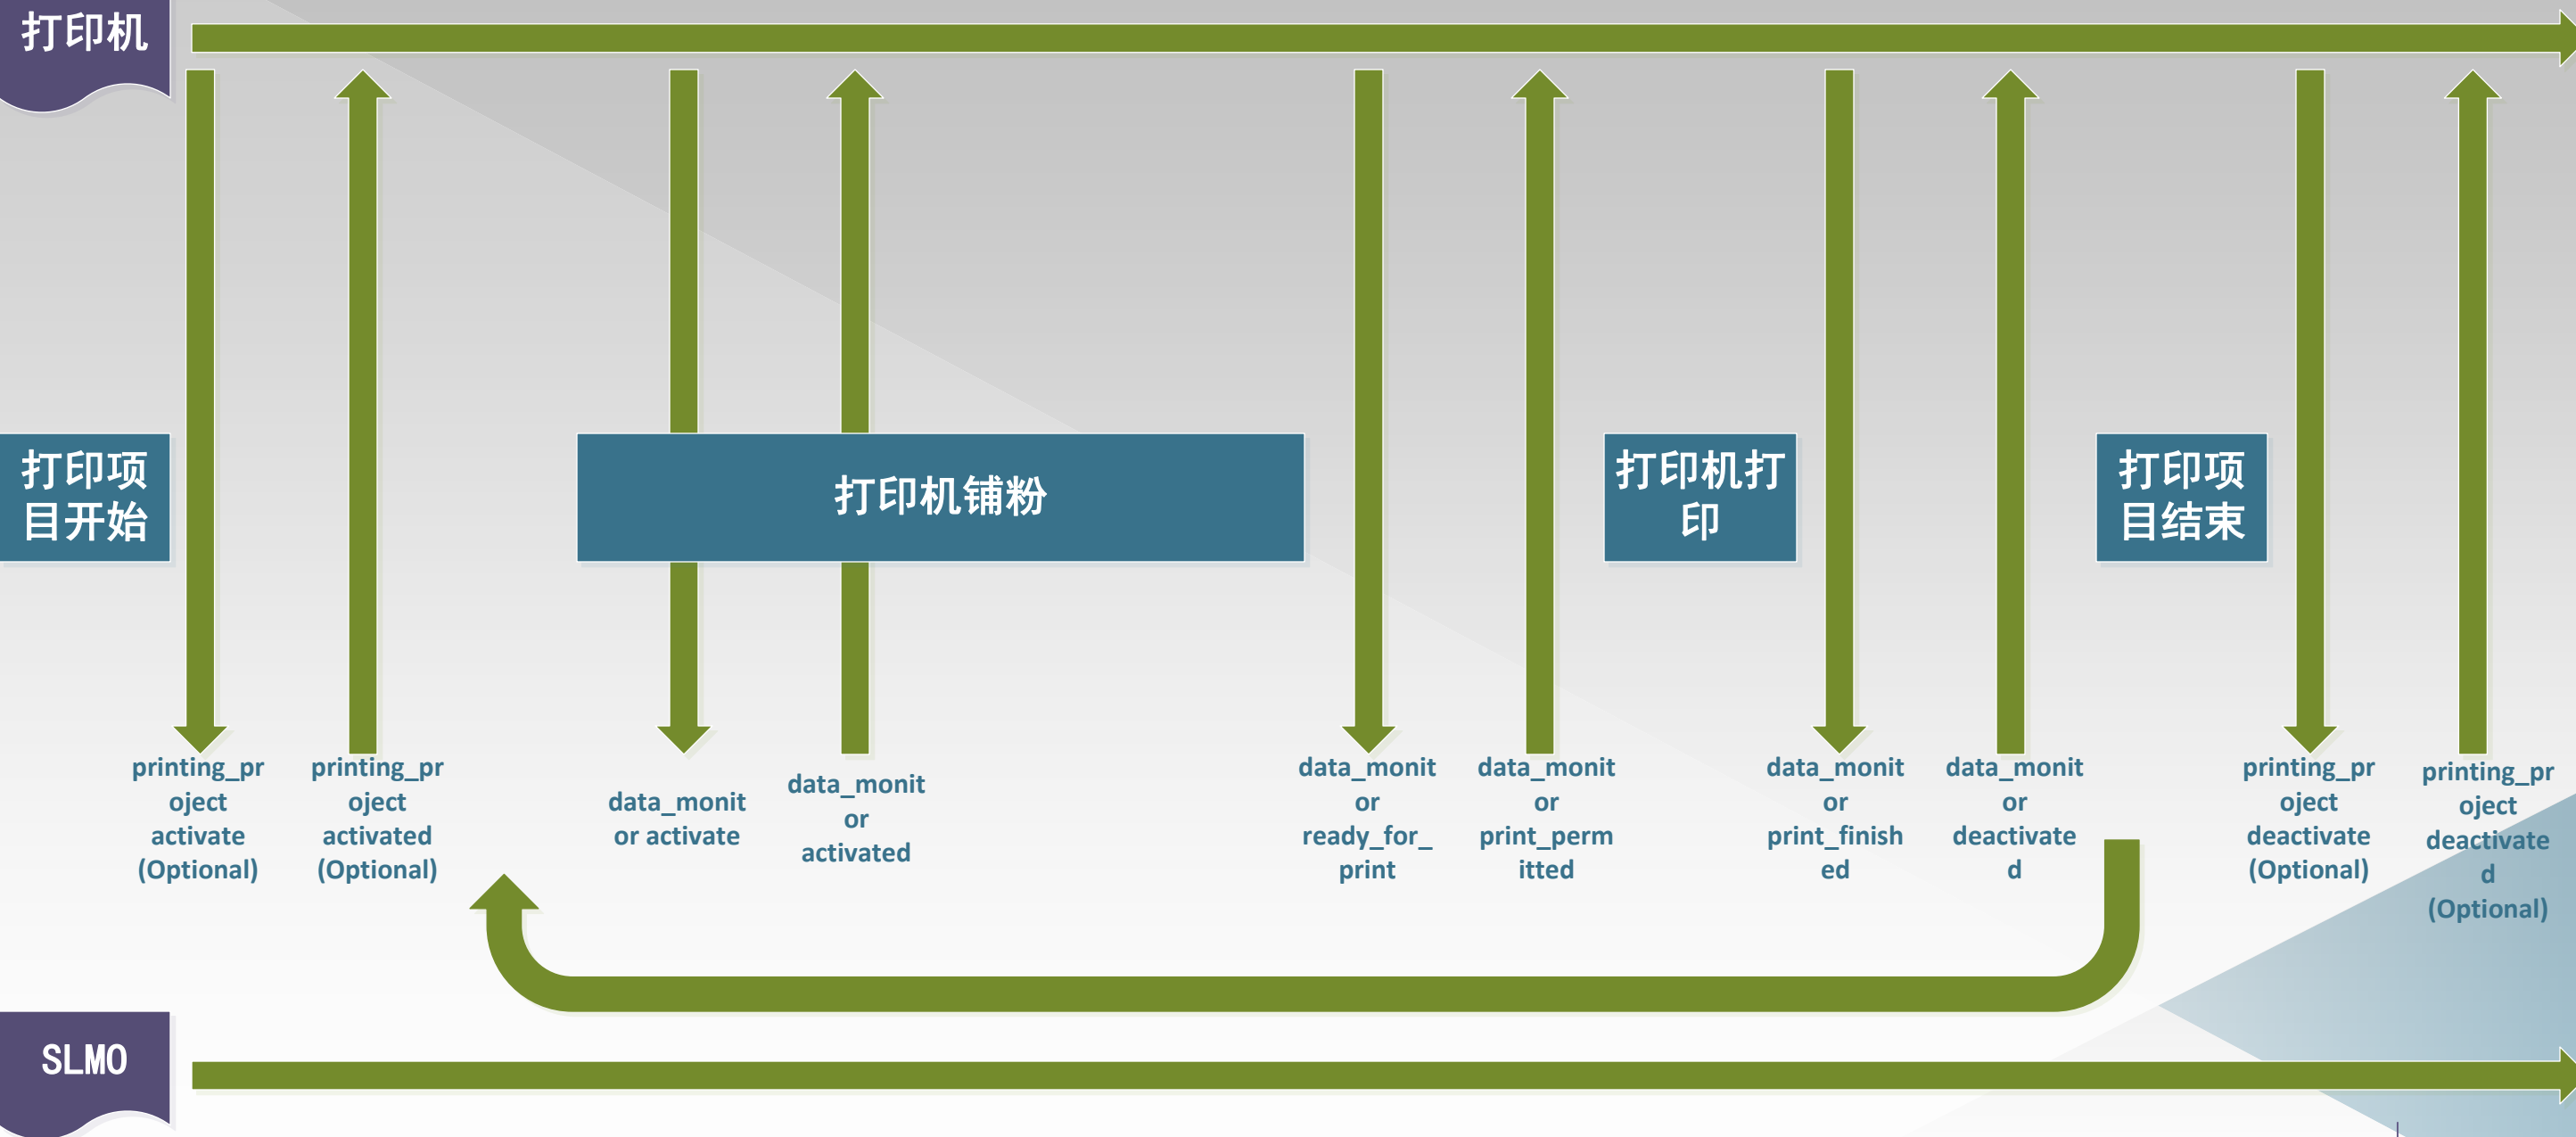 打印机
打印项
目开始
打印机铺粉
打印机打
印
打印项
目结束
printing_pr
oject
activate
(Optional)
printing_pr
oject
activated
(Optional)
data_monit
or activate
data_monit
or
activated
data_monit
or
ready_for_
print
data_monit
or
print_perm
itted
data_monit
or
print_finish
ed
data_monit
or
deactivate
d
printing_pr
oject
deactivate
(Optional)
printing_pr
oject
deactivate
d
(Optional)
SLMO